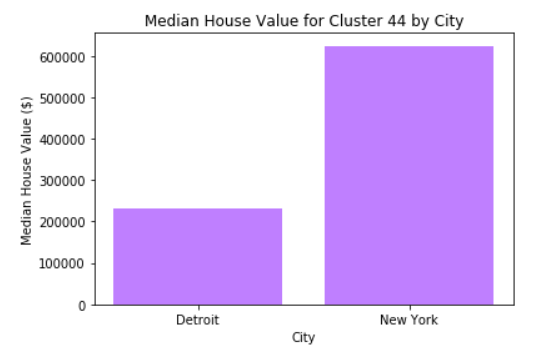 Median House Value for Cluster 44 by City
Median House Value ($)
600000
500000
400000
300000
200000
100000
0
Detroit
New York
City